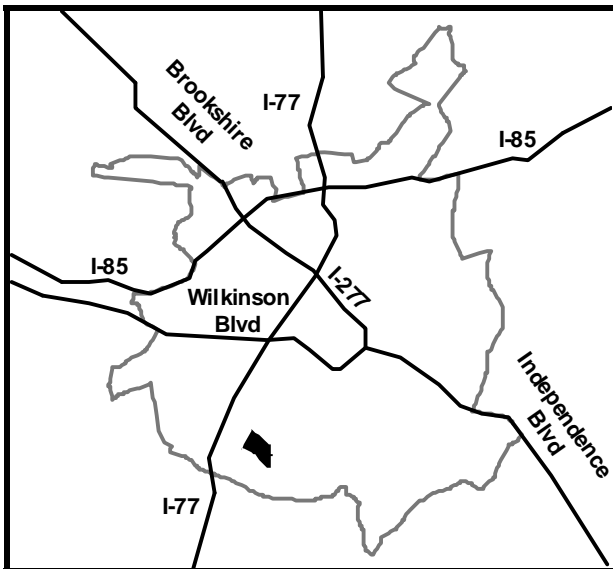 Brookshire
Blvd
I-77
I-85
I-85
Wilkinson
Blvd
I-277
Independence
Blvd
I-77